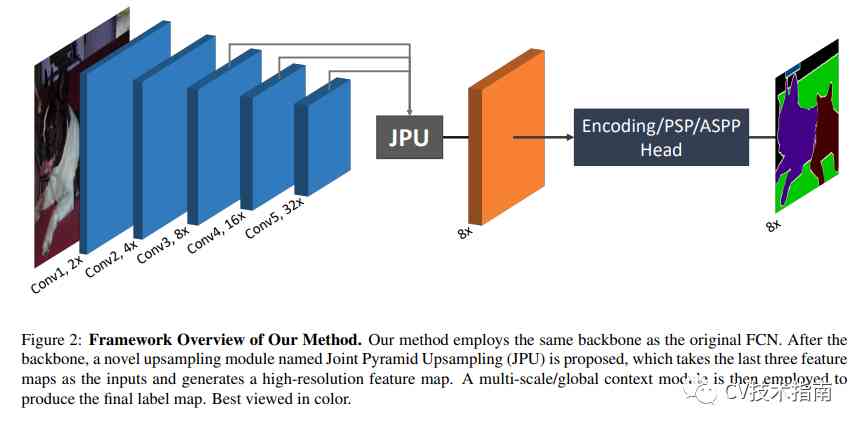 Conv1, 2x
Conv2, 4x
Conv3, 8x
Conv4, 16x
Conv5, 32x
JPU
8x
Encoding/PSP/ASPP
Head
8x
Figure 2: Framework Overview of Our Method. Our method employs the same backbone as the original FCN. After the
backbone, a novel upsampling module named Joint Pyramid Upsampling (JPU) is proposed, which takes the last three feature
maps as the inputs and generates a high-resolution feature map. A multi-scale/global context module is then employed to
produce the final label map. Best viewed in color.
CV技术指南